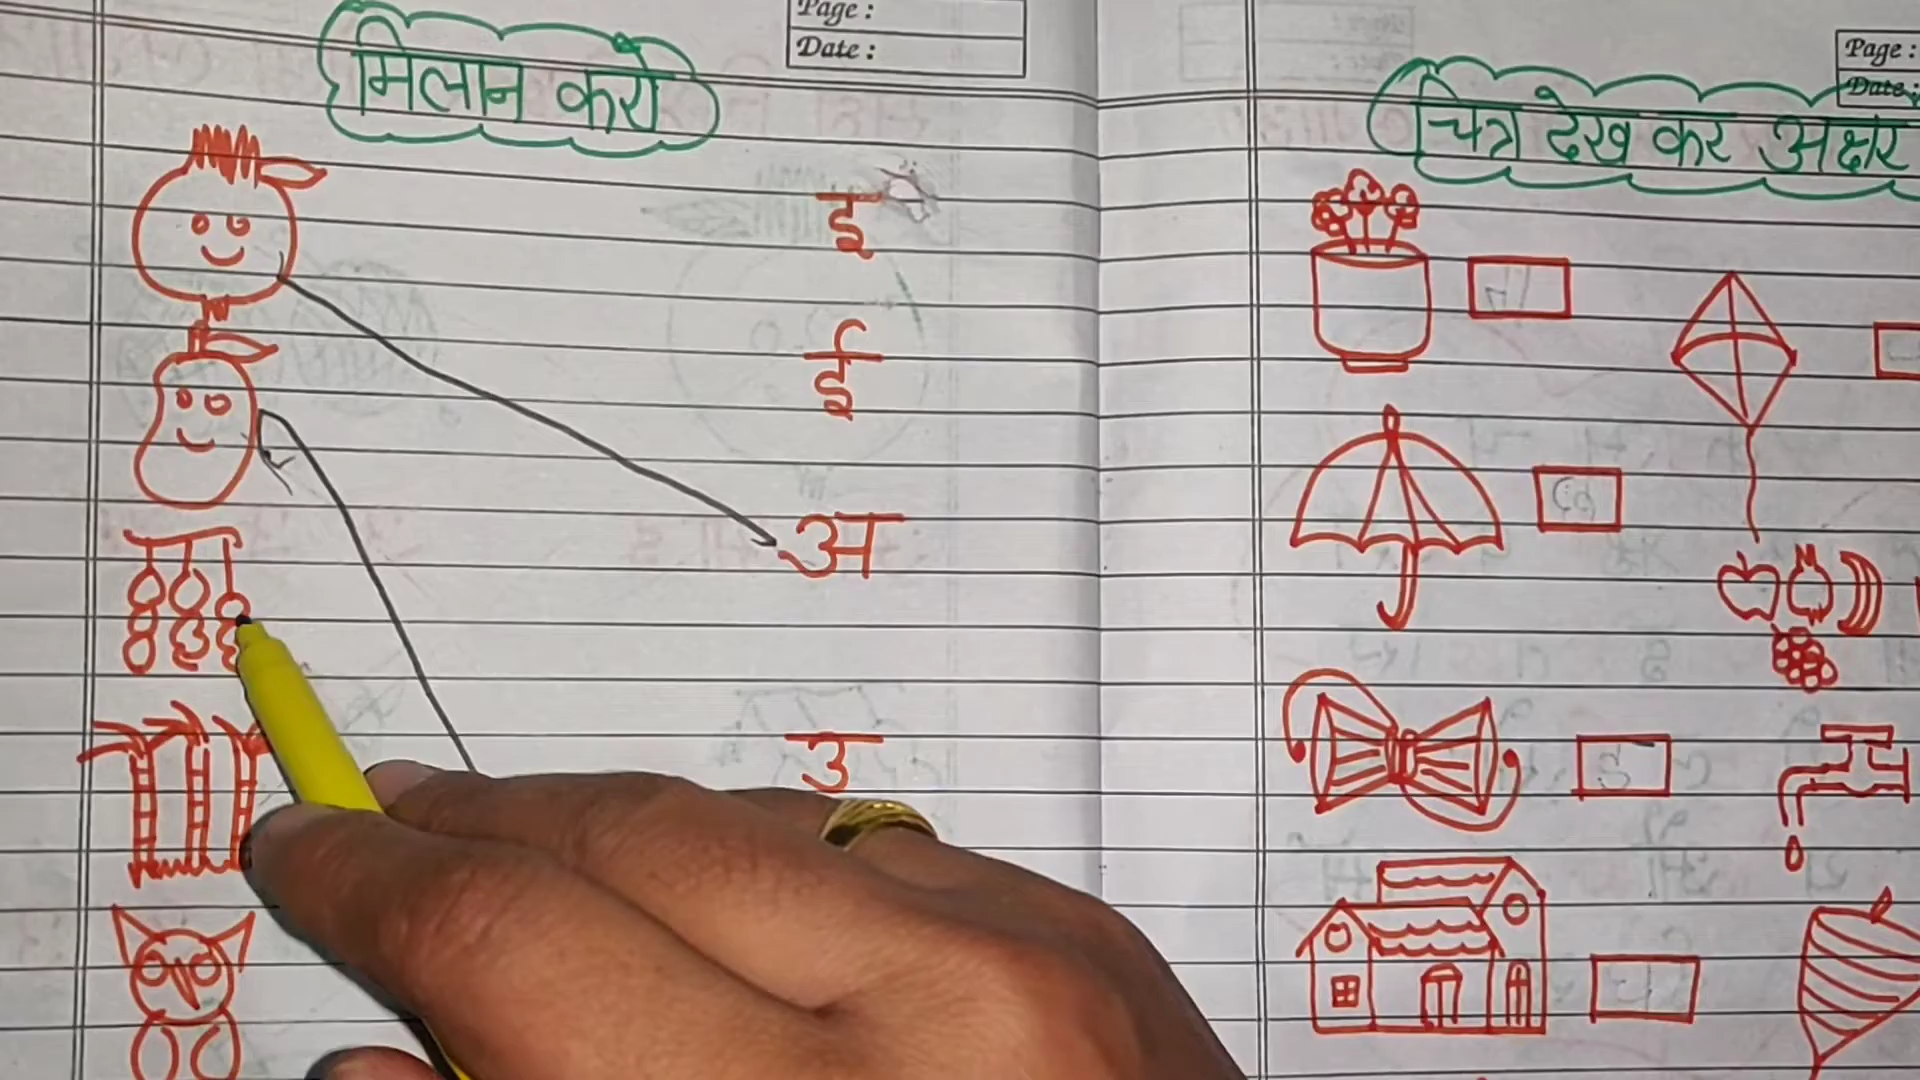 Page :
Date :
मिलान करो
इ
ई
अ
उ
Page :
Date :
चित्र देख कर अक्षर